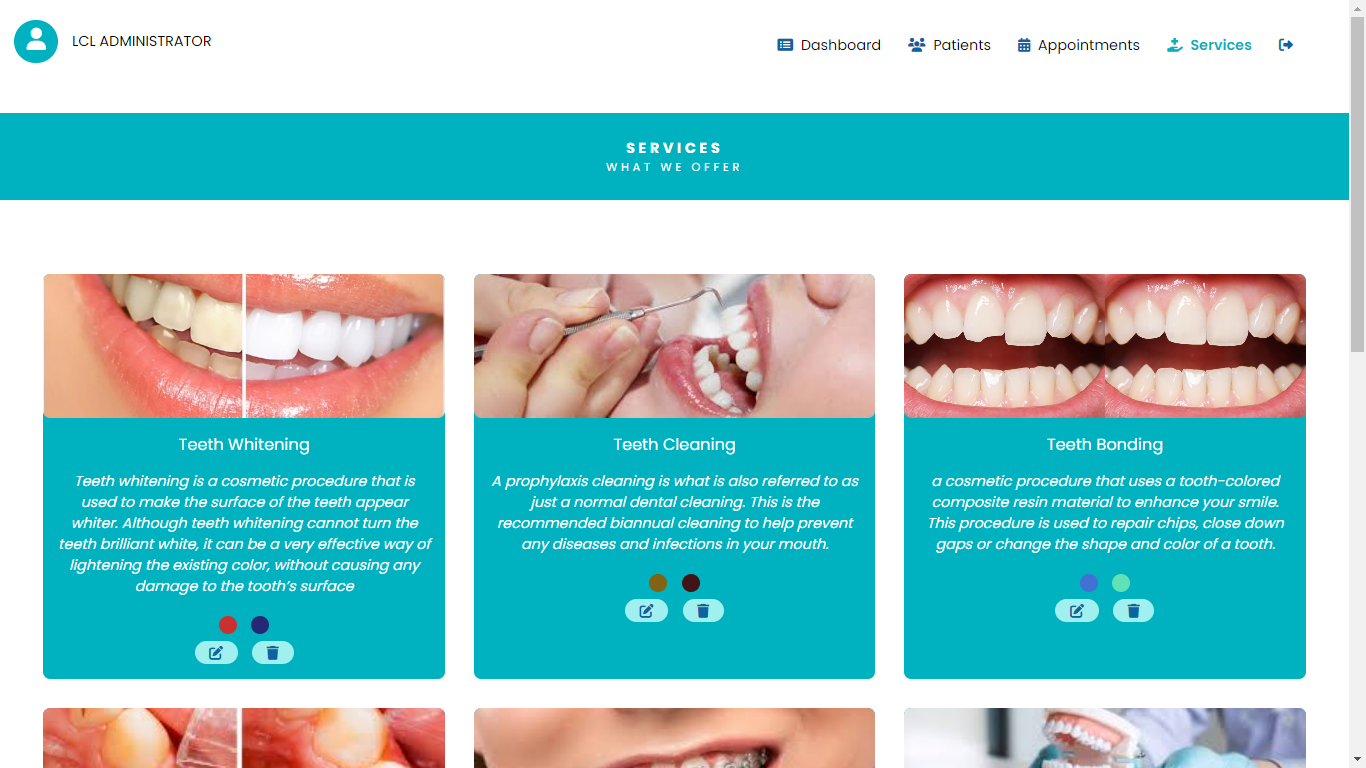 LCL ADMINISTRATOR
Dashboard Patients Appointments Services
SERVICES
WHAT WE OFFER
Teeth Whitening
Teeth whitening is a cosmetic procedure that is
used to make the surface of the teeth appear
whiter. Although teeth whitening cannot turn the
teeth brilliant white, it can be a very effective way of
lightening the existing color, without causing any
damage to the tooth’s surface
Teeth Cleaning
A prophylaxis cleaning is what is also referred to as
just a normal dental cleaning. This is the
recommended biannual cleaning to help prevent
any diseases and infections in your mouth.
Teeth Bonding
a cosmetic procedure that uses a tooth-colored
composite resin material to enhance your smile.
This procedure is used to repair chips, close down
gaps or change the shape and color of a tooth.